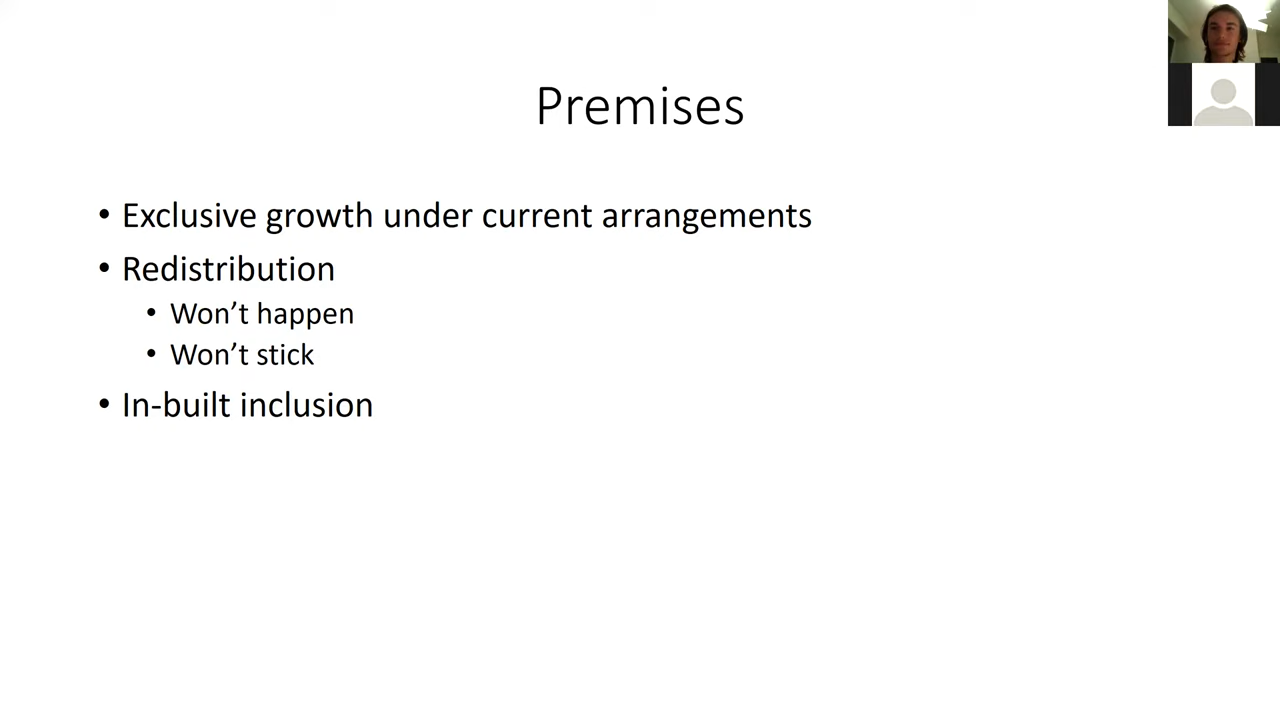 Premises
• Exclusive growth under current arrangements
• Redistribution
• Won’t happen
• Won’t stick
• In-built inclusion